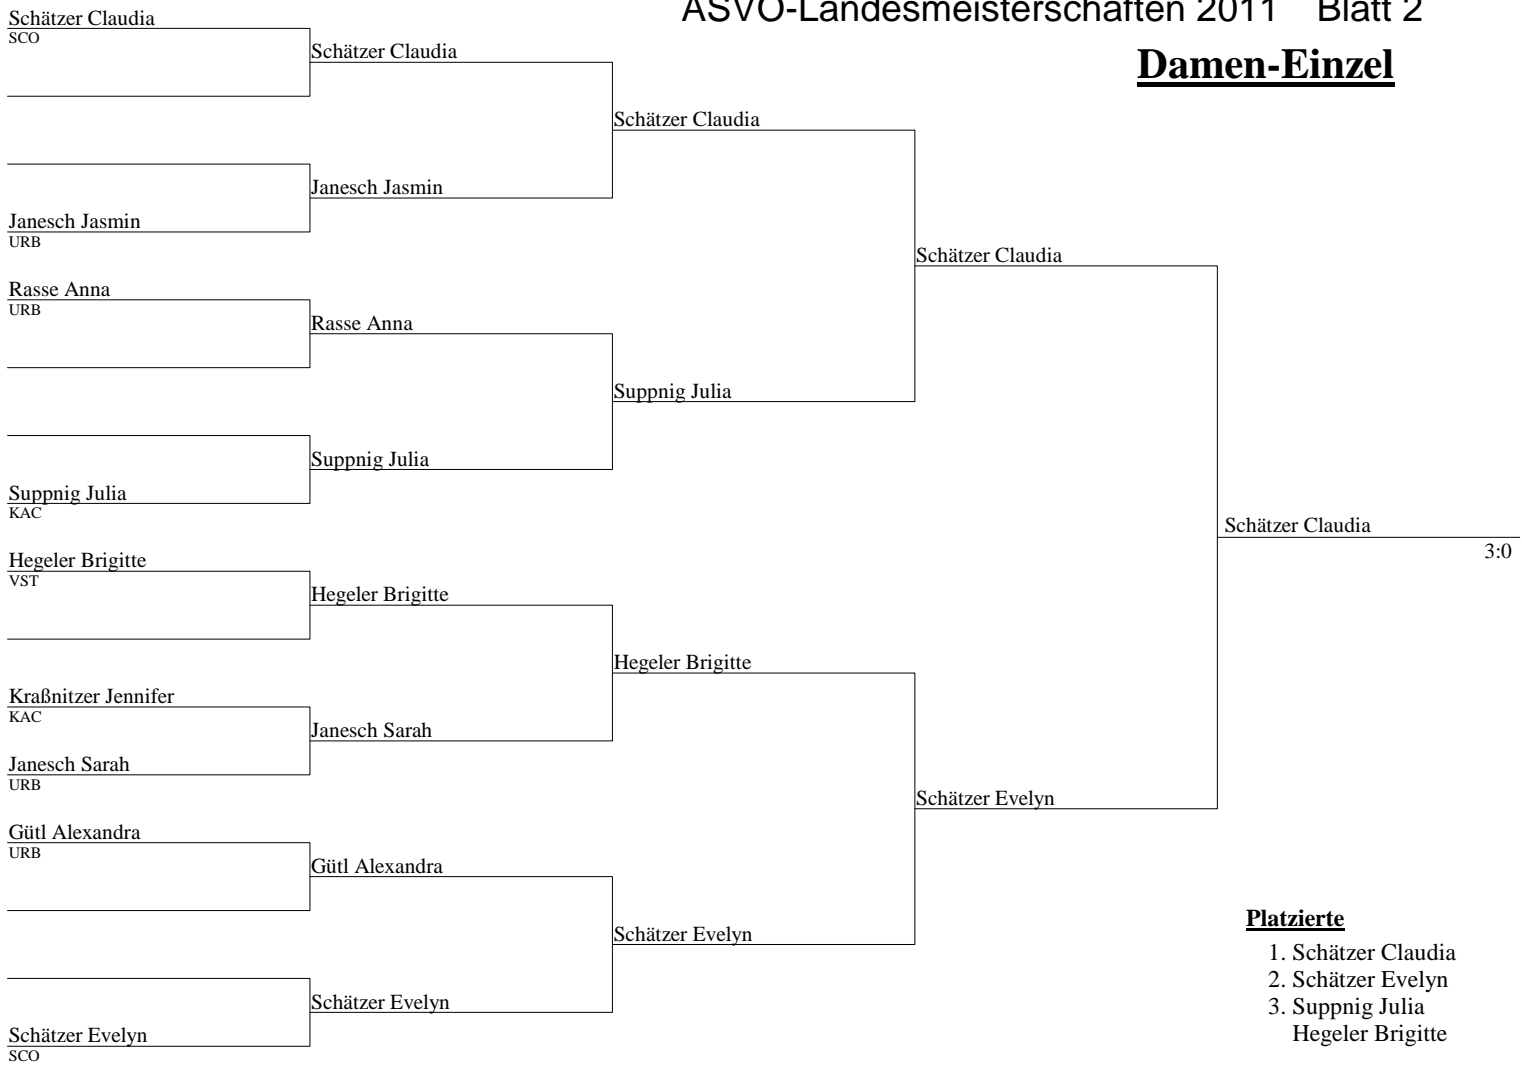 ASVÖ-Landesmeisterschaften 2011 Blatt 2
Damen-Einzel
Schätzer Claudia
SCO
Janesch Jasmin
URB
Rasse Anna
URB
Suppnig Julia
KAC
Hegeler Brigitte
VST
Kraßnitzer Jennifer
KAC
Janesch Sarah
URB
Gütl Alexandra
URB
Schätzer Evelyn
SCO
Schätzer Claudia
Janesch Jasmin
Rasse Anna
Suppnig Julia
Hegeler Brigitte
Janesch Sarah
Gütl Alexandra
Schätzer Evelyn
Schätzer Claudia
Suppnig Julia
Hegeler Brigitte
Schätzer Evelyn
Schätzer Claudia
Schätzer Evelyn
Schätzer Claudia
3:0
Platzierte
1. Schätzer Claudia
2. Schätzer Evelyn
3. Suppnig Julia
Hegeler Brigitte